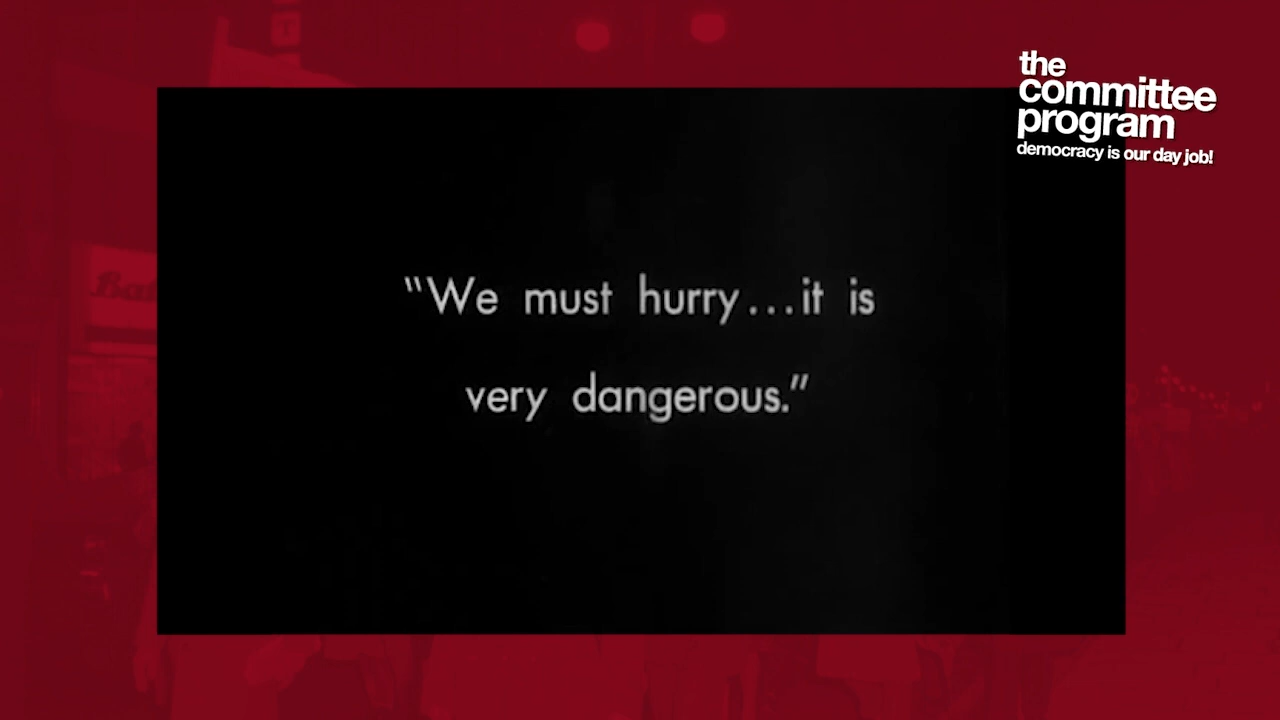 the
committee
program
democracy is our day job!
“We must hurry...it is
very dangerous.”